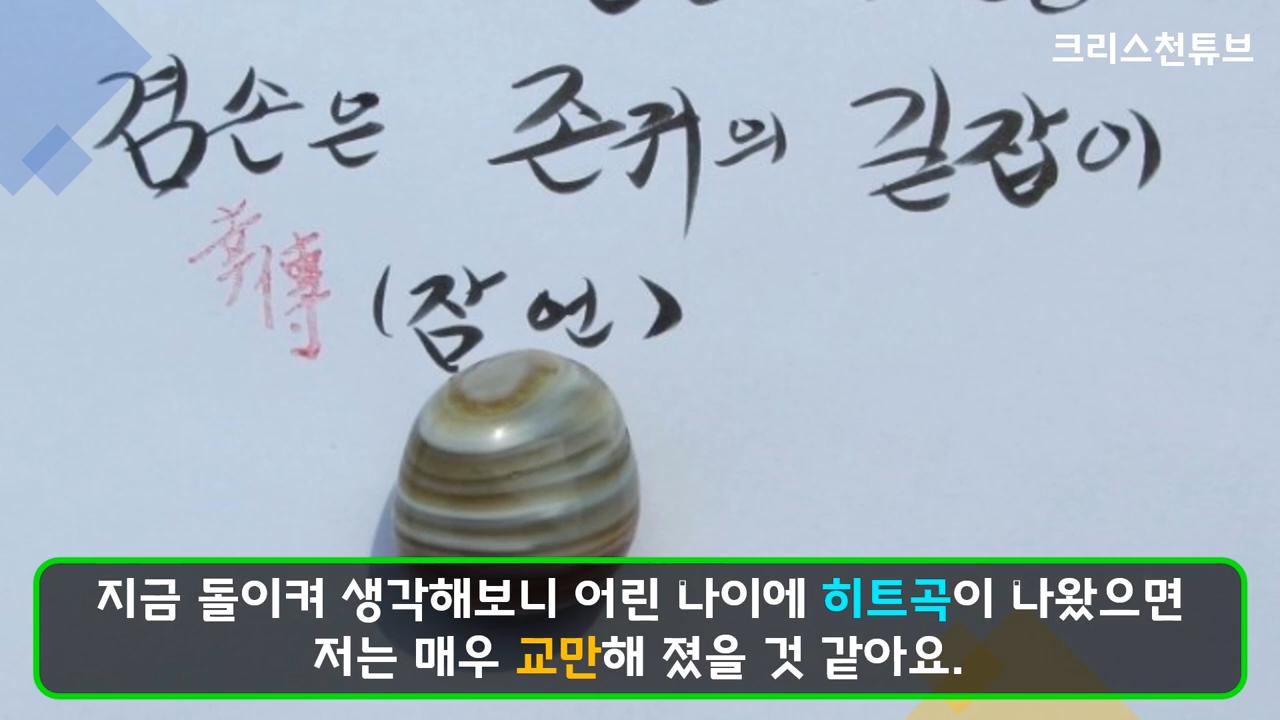 크리스천튜브
겸손은 존귀의 길잡이
(잠언)
지금 돌이켜 생각해보니 어린 나이에 히트곡이 나왔으면
저는 매우 교만해 졌을 것 같아요.